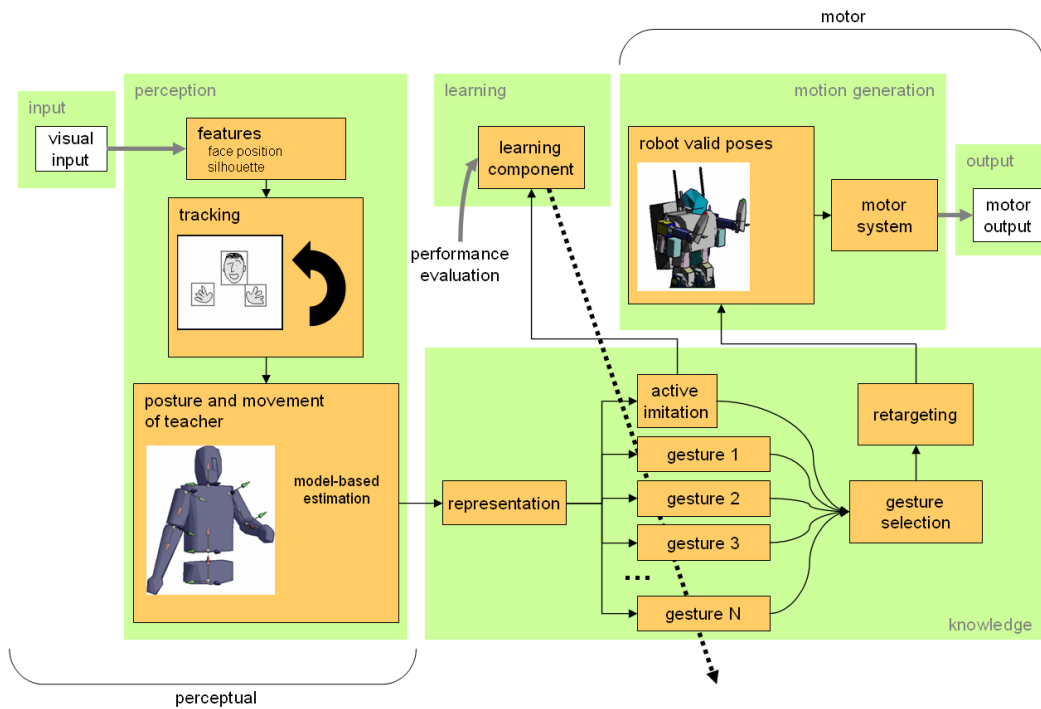 motor
input
visual
input
perception
features
face position
silhouette
tracking
posture and movement
of teacher
model-based
estimation
perceptual
learning
learning
component
performance
evaluation
motion generation
robot valid poses
motor
system
output
motor
output
representation
active
imitation
gesture 1
gesture 2
gesture 3
...
gesture N
retargeting
gesture
selection
knowledge